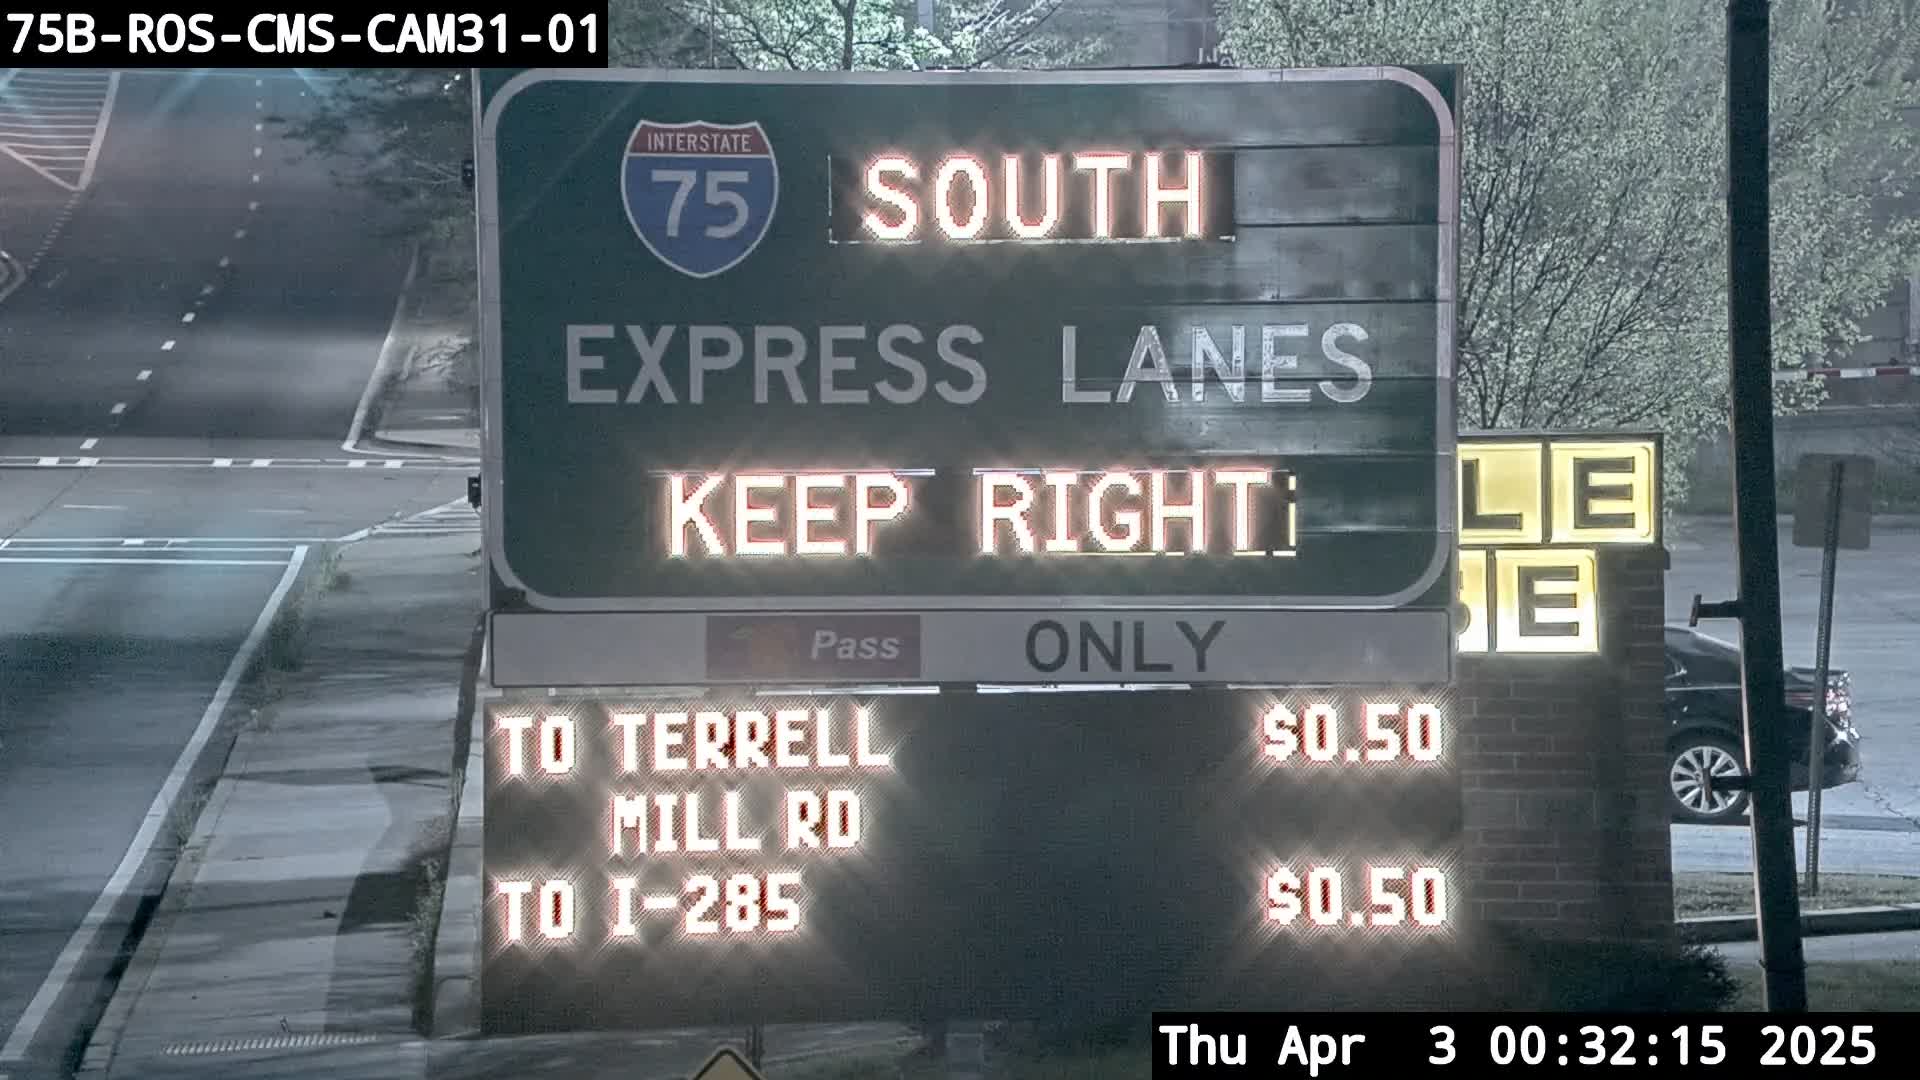 75B-ROS-CMS-CAM31-01
INTERSTATE
75
SOUTH
EXPRESS LANES
KEEP RIGHT
Pass ONLY
LE
E
TO TERRELL $0.50
MILL RD
TO I-285 $0.50
Thu Apr 3 00:32:15 2025